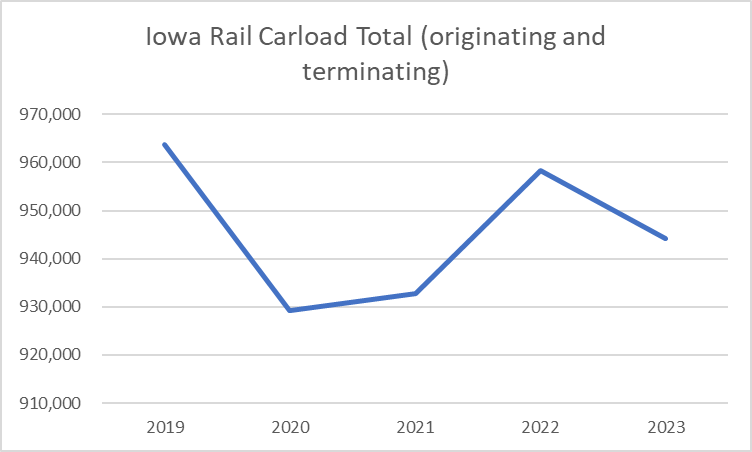 Iowa Rail Carload Total (originating and
terminating)
970,000
960,000
950,000
940,000
930,000
920,000
910,000
2019 2020 2021 2022 2023